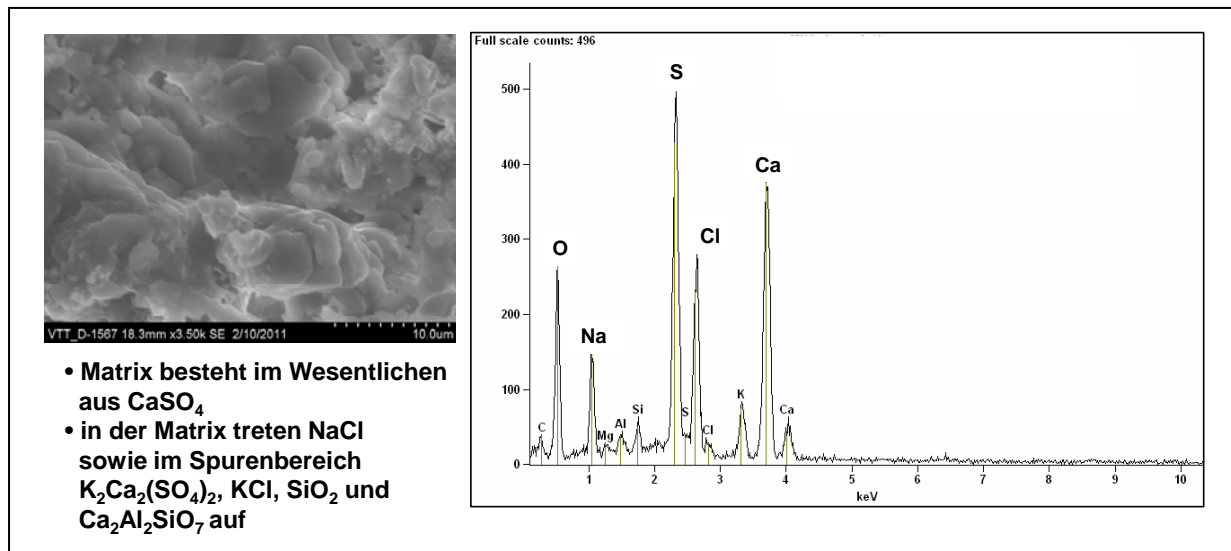 VTT_D-1567 18.3mm x3.50k SE 2/10/2011 10.0um
• Matrix besteht im Wesentlichen
aus CaSO₄
• in der Matrix treten NaCl
sowie im Spurenbereich
K₂Ca₂(SO₄)₂, KCl, SiO₂ und
Ca₂Al₂SiO₇ auf
Full scale counts: 496
500
400
300
200
100
0
C
O
Na
Mg
Al
Si
S
S
Cl
Cl
K
Ca
Ca
1 2 3 4 5 6 7 8 9 10
keV